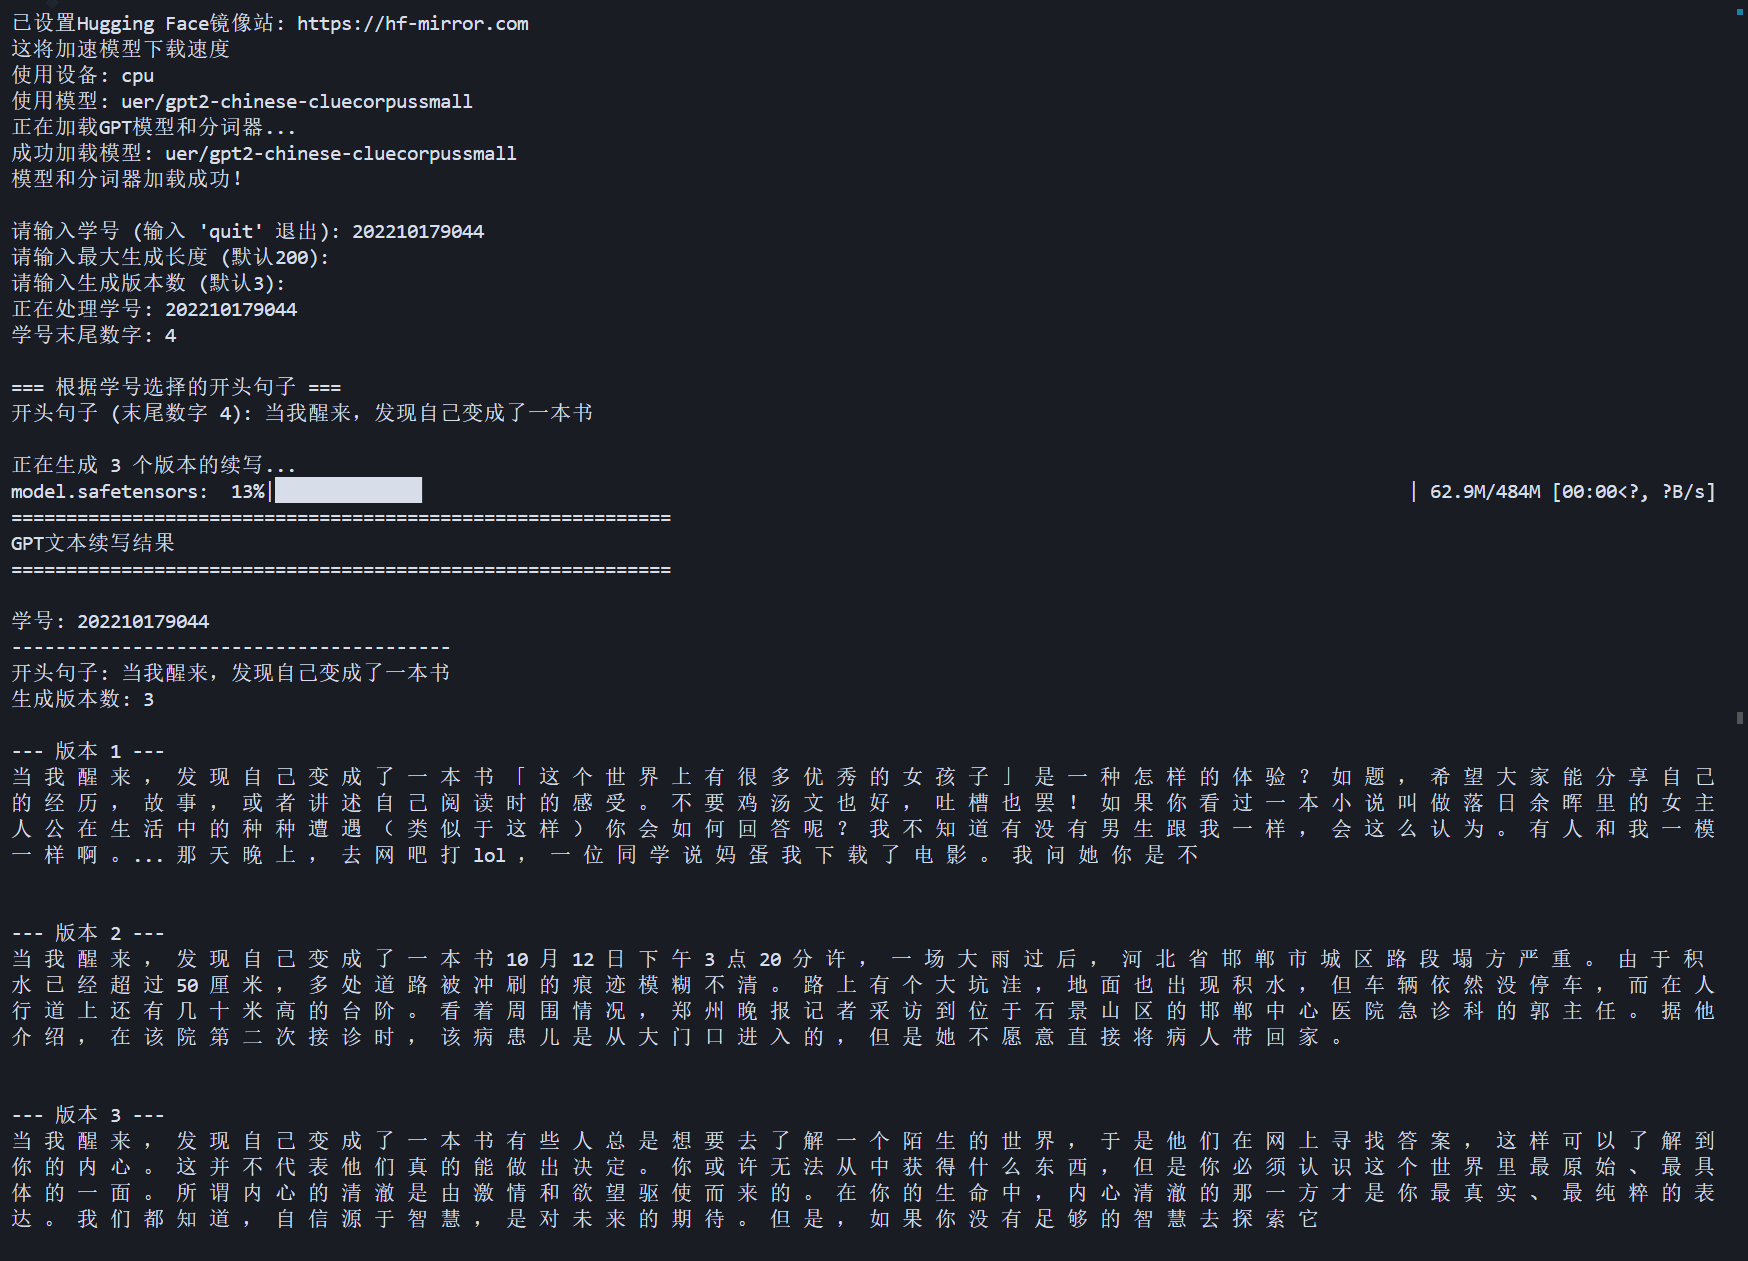 已设置Hugging Face镜像站: https://hf-mirror.com
这将加速模型下载速度
使用设备: cpu
使用模型: uer/gpt2-chinese-cluecorpussmall
正在加载GPT模型和分词器...
成功加载模型: uer/gpt2-chinese-cluecorpussmall
模型和分词器加载成功!
请输入学号 (输入 'quit' 退出): 202210179044
请输入最大生成长度 (默认200):
请输入生成版本数 (默认3):
正在处理学号: 202210179044
学号末尾数字: 4
=== 根据学号选择的开头句子 ===
开头句子 (末尾数字 4): 当我醒来，发现自己变成了一本书
正在生成 3 个版本的续写...
model.safetensors:  13%|                | 62.9M/484M [00:00<?, ?B/s]
============================================================
GPT文本续写结果
============================================================
学号: 202210179044
----------------------------------------
开头句子: 当我醒来，发现自己变成了一本书
生成版本数: 3
--- 版本 1 ---
当 我 醒 来 ， 发 现 自 己 变 成 了 一 本 书 「 这 个 世 界 上 有 很 多 优 秀 的 女 孩 子 」 是 一 种 怎 样 的 体 验 ？ 如 题 ， 希 望 大 家 能 分 享 自 己
的 经 历 ， 故 事 ， 或 者 讲 述 自 己 阅 读 时 的 感 受 。 不 要 鸡 汤 文 也 好 ， 吐 槽 也 罢 ！ 如 果 你 看 过 一 本 小 说 叫 做 落 日 余 晖 里 的 女 主
人 公 在 生 活 中 的 种 种 遭 遇 （ 类 似 于 这 样 ） 你 会 如 何 回 答 呢 ？ 我 不 知 道 有 没 有 男 生 跟 我 一 样 ， 会 这 么 认 为 。 有 人 和 我 一 模
一 样 啊 。... 那 天 晚 上 ， 去 网 吧 打 lol ， 一 位 同 学 说 妈 蛋 我 下 载 了 电 影 。 我 问 她 你 是 不
--- 版本 2 ---
当 我 醒 来 ， 发 现 自 己 变 成 了 一 本 书 10 月 12 日 下 午 3 点 20 分 许 ， 一 场 大 雨 过 后 ， 河 北 省 邯 郸 市 城 区 路 段 塌 方 严 重 。 由 于 积
水 已 经 超 过 50 厘 米 ， 多 处 道 路 被 冲 刷 的 痕 迹 模 糊 不 清 。 路 上 有 个 大 坑 洼 ， 地 面 也 出 现 积 水 ， 但 车 辆 依 然 没 停 车 ， 而 在 人
行 道 上 还 有 几 十 米 高 的 台 阶 。 看 着 周 围 情 况 ， 郑 州 晚 报 记 者 采 访 到 位 于 石 景 山 区 的 邯 郸 中 心 医 院 急 诊 科 的 郭 主 任 。 据 他
介 绍 ， 在 该 院 第 二 次 接 诊 时 ， 该 病 患 儿 是 从 大 门 口 进 入 的 ， 但 是 她 不 愿 意 直 接 将 病 人 带 回 家 。
--- 版本 3 ---
当 我 醒 来 ， 发 现 自 己 变 成 了 一 本 书 有 些 人 总 是 想 要 去 了 解 一 个 陌 生 的 世 界 ， 于 是 他 们 在 网 上 寻 找 答 案 ， 这 样 可 以 了 解 到
你 的 内 心 。 这 并 不 代 表 他 们 真 的 能 做 出 决 定 。 你 或 许 无 法 从 中 获 得 什 么 东 西 ， 但 是 你 必 须 认 识 这 个 世 界 里 最 原 始 、 最 具
体 的 一 面 。 所 谓 内 心 的 清 澈 是 由 激 情 和 欲 望 驱 使 而 来 的 。 在 你 的 生 命 中 ， 内 心 清 澈 的 那 一 方 才 是 你 最 真 实 、 最 纯 粹 的 表
达 。 我 们 都 知 道 ， 自 信 源 于 智 慧 ， 是 对 未 来 的 期 待 。 但 是 ， 如 果 你 没 有 足 够 的 智 慧 去 探 索 它